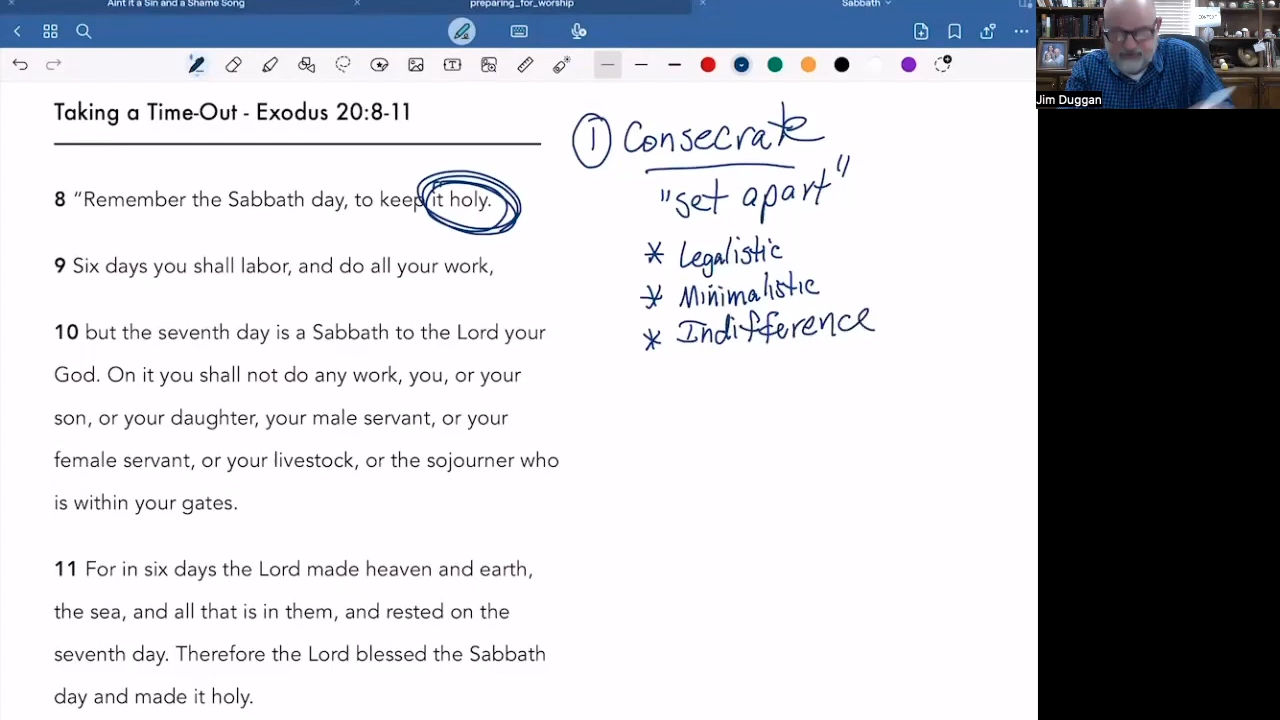 Aint it a Sin and a Shame Song
preparing_for_worship
Sabbath
Jim Duggan
Taking a Time-Out - Exodus 20:8-11
8 “Remember the Sabbath day, to keep it holy.
9 Six days you shall labor, and do all your work,
10 but the seventh day is a Sabbath to the Lord your
God. On it you shall not do any work, you, or your
son, or your daughter, your male servant, or your
female servant, or your livestock, or the sojourner who
is within your gates.
11 For in six days the Lord made heaven and earth,
the sea, and all that is in them, and rested on the
seventh day. Therefore the Lord blessed the Sabbath
day and made it holy.
1 Consecrate
"set apart"
* Legalistic
* Minimalistic
* Indifference